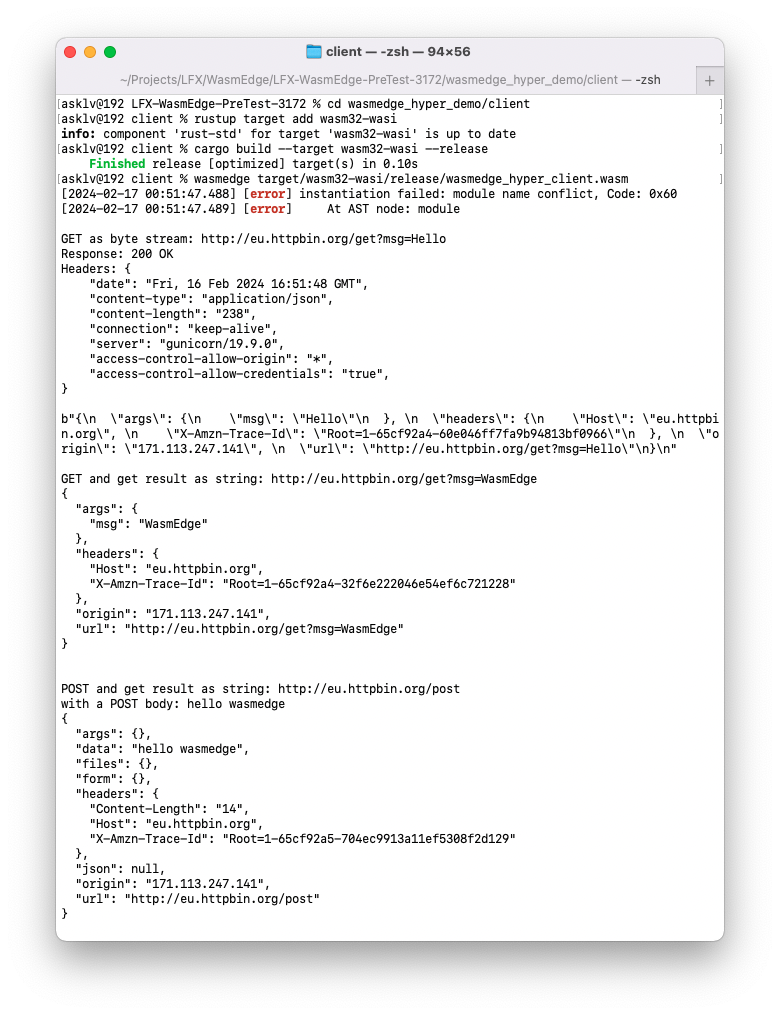 client — -zsh — 94×56
~/Projects/LFX/WasmEdge/LFX-WasmEdge-PreTest-3172/wasmedge_hyper_demo/client — -zsh +
[asklv@192 LFX-WasmEdge-PreTest-3172 % cd wasmedge_hyper_demo/client ]
[asklv@192 client % rustup target add wasm32-wasi ]
info: component 'rust-std' for target 'wasm32-wasi' is up to date
[asklv@192 client % cargo build --target wasm32-wasi --release ]
    Finished release [optimized] target(s) in 0.10s
[asklv@192 client % wasmedge target/wasm32-wasi/release/wasmedge_hyper_client.wasm ]
[2024-02-17 00:51:47.488] [error] instantiation failed: module name conflict, Code: 0x60
[2024-02-17 00:51:47.489] [error]     At AST node: module
GET as byte stream: http://eu.httpbin.org/get?msg=Hello
Response: 200 OK
Headers: {
    "date": "Fri, 16 Feb 2024 16:51:48 GMT",
    "content-type": "application/json",
    "content-length": "238",
    "connection": "keep-alive",
    "server": "gunicorn/19.9.0",
    "access-control-allow-origin": "*",
    "access-control-allow-credentials": "true",
}
b"{\n  \"args\": {\n    \"msg\": \"Hello\"\n  }, \n  \"headers\": {\n    \"Host\": \"eu.httpbi
n.org\", \n    \"X-Amzn-Trace-Id\": \"Root=1-65cf92a4-60e046ff7fa9b94813bf0966\"\n  }, \n  \"o
rigin\": \"171.113.247.141\", \n  \"url\": \"http://eu.httpbin.org/get?msg=Hello\"\n}\n"
GET and get result as string: http://eu.httpbin.org/get?msg=WasmEdge
{
  "args": {
    "msg": "WasmEdge"
  },
  "headers": {
    "Host": "eu.httpbin.org",
    "X-Amzn-Trace-Id": "Root=1-65cf92a4-32f6e222046e54ef6c721228"
  },
  "origin": "171.113.247.141",
  "url": "http://eu.httpbin.org/get?msg=WasmEdge"
}
POST and get result as string: http://eu.httpbin.org/post
with a POST body: hello wasmedge
{
  "args": {},
  "data": "hello wasmedge",
  "files": {},
  "form": {},
  "headers": {
    "Content-Length": "14",
    "Host": "eu.httpbin.org",
    "X-Amzn-Trace-Id": "Root=1-65cf92a5-704ec9913a11ef5308f2d129"
  },
  "json": null,
  "origin": "171.113.247.141",
  "url": "http://eu.httpbin.org/post"
}